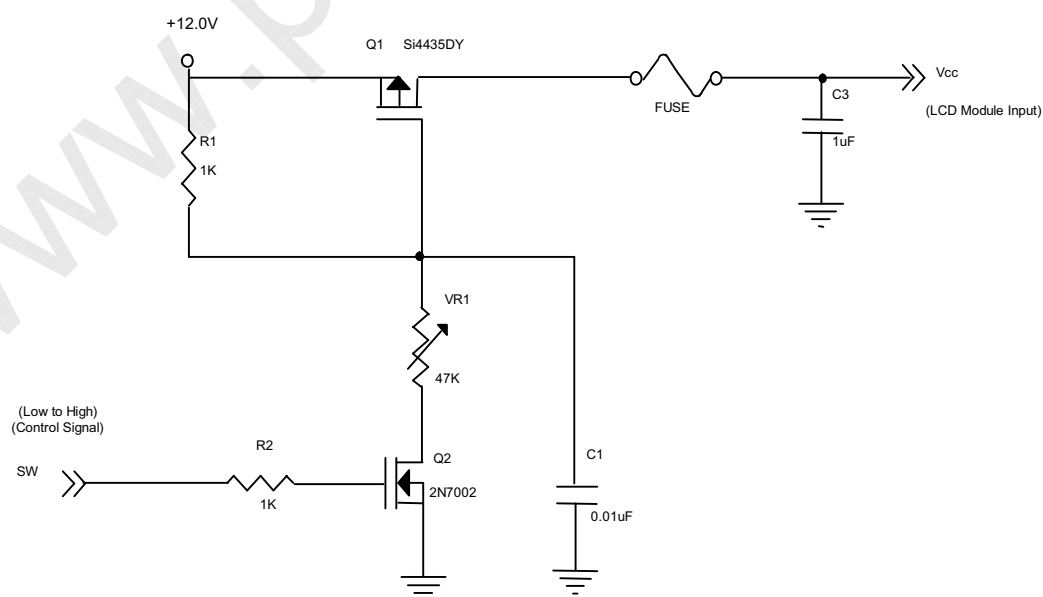 +12.0V
Q1 Si4435DY
Vcc
FUSE
C3
(LCD Module Input)
R1
1uF
1K
VR1
47K
(Low to High)
(Control Signal)
R2
Q2
C1
SW
2N7002
1K
0.01uF
www.p